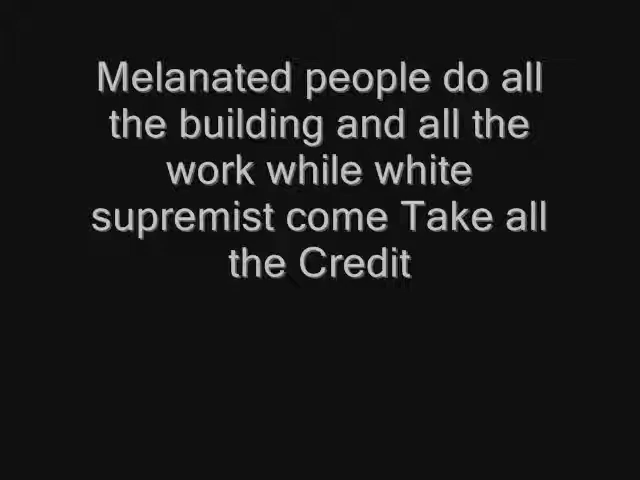 Melanated people do all
the building and all the
work while white
supremist come Take all
the Credit